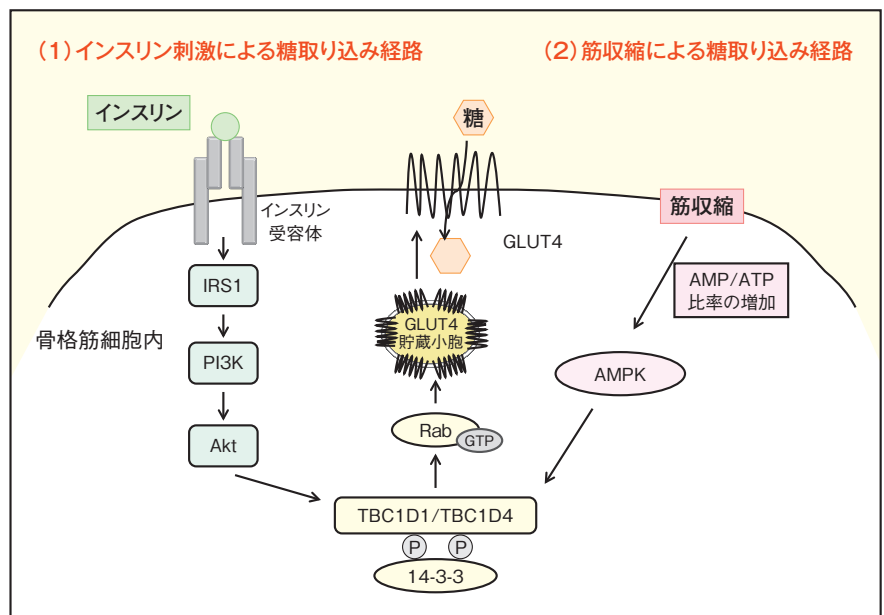 （1）インスリン刺激による糖取り込み経路
（2）筋収縮による糖取り込み経路
インスリン
糖
インスリン
受容体
GLUT4
筋収縮
IRS1
AMP/ATP
比率の増加
骨格筋細胞内
GLUT4
貯蔵小胞
PI3K
AMPK
Akt
Rab
GTP
TBC1D1/TBC1D4
P
P
14-3-3